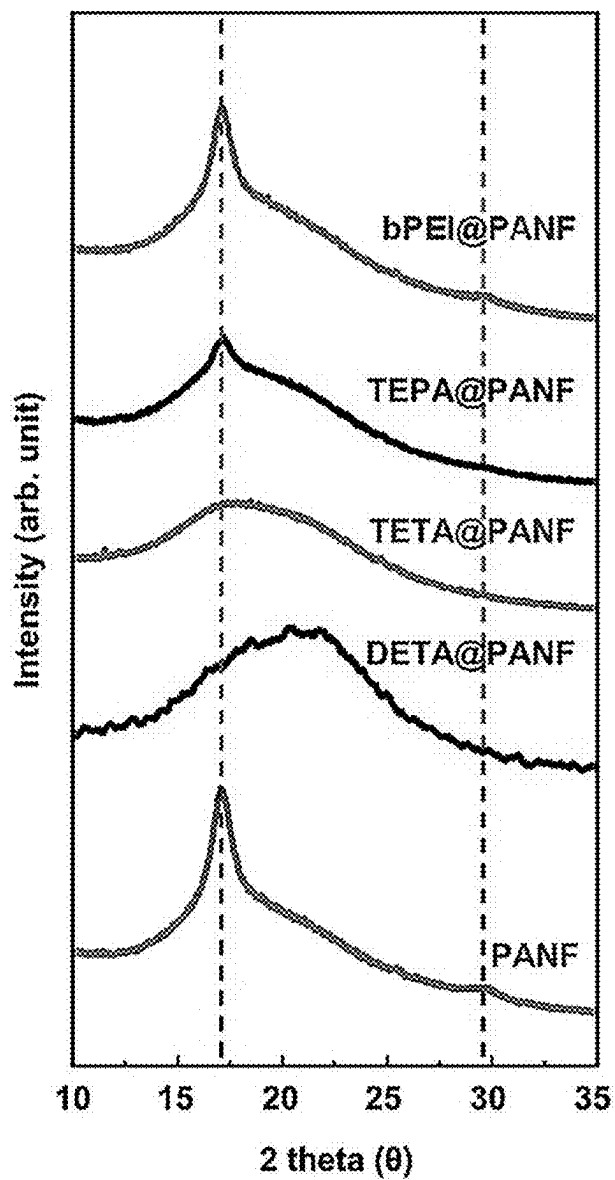 bPEI@PANF
TEPA@PANF
TETA@PANF
DETA@PANF
PANF
Intensity (arb. unit)
10 15 20 25 30 35
2 theta (θ)